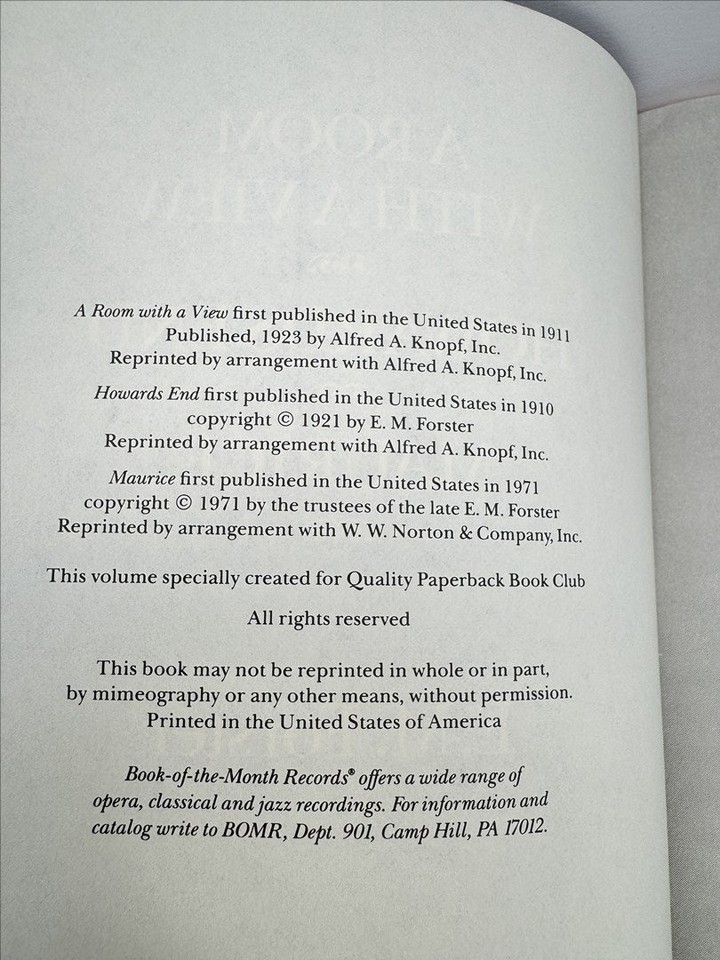 A Room with a View first published in the United States in 1911
Published, 1923 by Alfred A. Knopf, Inc.
Reprinted by arrangement with Alfred A. Knopf, Inc.
Howards End first published in the United States in 1910
copyright © 1921 by E. M. Forster
Reprinted by arrangement with Alfred A. Knopf, Inc.
Maurice first published in the United States in 1971
copyright © 1971 by the trustees of the late E. M. Forster
Reprinted by arrangement with W. W. Norton & Company, Inc.
This volume specially created for Quality Paperback Book Club
All rights reserved
This book may not be reprinted in whole or in part,
by mimeography or any other means, without permission.
Printed in the United States of America
Book-of-the-Month Records® offers a wide range of
opera, classical and jazz recordings. For information and
catalog write to BOMR, Dept. 901, Camp Hill, PA 17012.